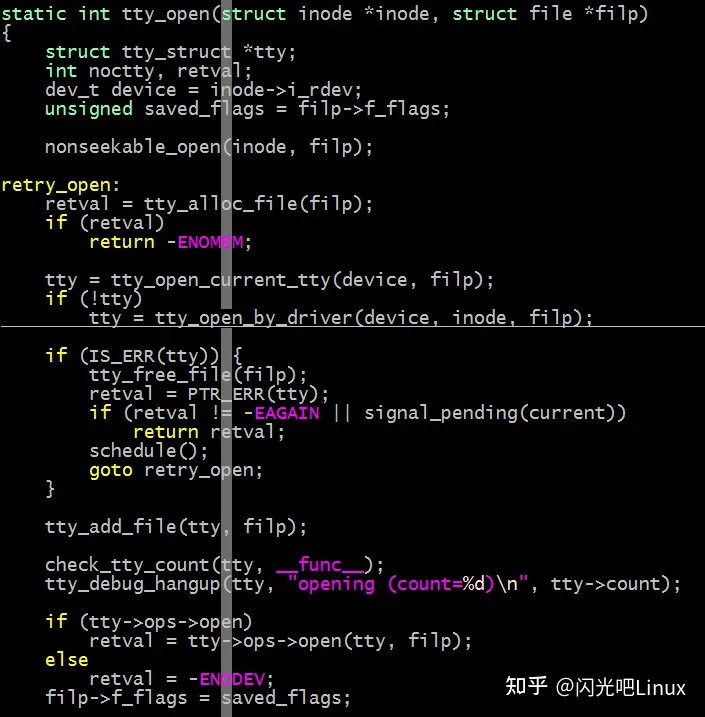 static int tty_open(struct inode *inode, struct file *filp)
{
    struct tty_struct *tty;
    int noctty, retval;
    dev_t device = inode->i_rdev;
    unsigned saved_flags = filp->f_flags;

    nonseekable_open(inode, filp);

retry_open:
    retval = tty_alloc_file(filp);
    if (retval)
        return -ENOMEM;

    tty = tty_open_current_tty(device, filp);
    if (!tty)
        tty = tty_open_by_driver(device, inode, filp);

    if (IS_ERR(tty)) {
        tty_free_file(filp);
        retval = PTR_ERR(tty);
        if (retval != -EAGAIN || signal_pending(current))
            return retval;
        schedule();
        goto retry_open;
    }

    tty_add_file(tty, filp);

    check_tty_count(tty, __func__);
    tty_debug_hangup(tty, "opening (count=%d)\n", tty->count);

    if (tty->ops->open)
        retval = tty->ops->open(tty, filp);
    else
        retval = -ENODEV;
    filp->f_flags = saved_flags;
知乎 @闪光吧Linux